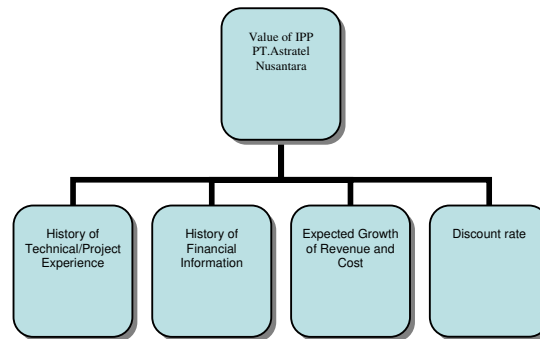 Value of IPP
PT.Astratel
Nusantara
History of
Technical/Project
Experience
History of
Financial
Information
Expected Growth
of Revenue and
Cost
Discount rate